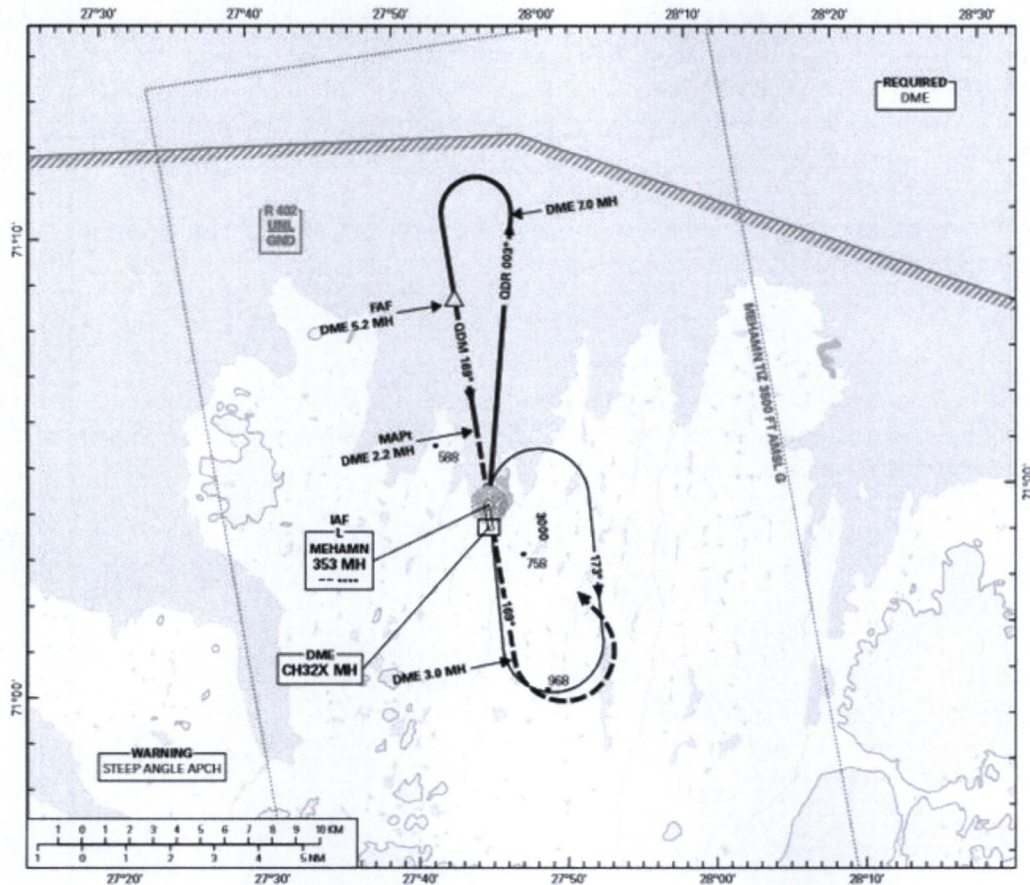 27°30' 27°40' 27°50' 28°00' 28°10' 28°20' 28°30'
REQUIRED
DME
R 402
UNL
GND
DME 7.0 MH
71°10'
QDR 003°
FAF
DME 5.2 MH
QDM 169°
MEHAMN TIZ 3500 FT AMSL G
MAPt
DME 2.2 MH
588
71°00'
IAF
L
MEHAMN
353 MH
3000
758
173°
169°
DME
CH32X MH
DME 3.0 MH
968
71°00'
WARNING
STEEP ANGLE APCH
1 0 1 2 3 4 5 6 7 8 9 10 KM
1 0 1 2 3 4 5 NM
27°20' 27°30' 27°40' 27°50' 28°00' 28°10'